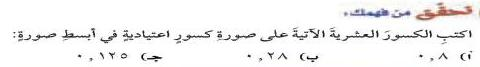 تحقق من فهمك:
اكتبِ الكسورَ العشريةَ الآتيةَ على صورةِ كسورٍ اعتياديةٍ في أبسطِ صورةٍ:
أ) ٠,٨ ب) ٠,٢٨ جـ) ٠,١٢٥